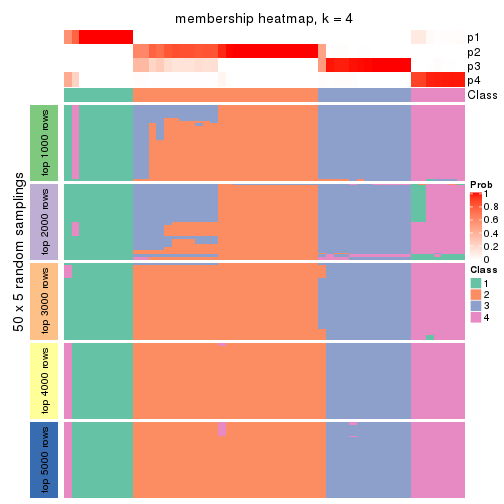 membership heatmap, k = 4
p1
p2
p3
p4
Class
50 x 5 random samplings
top 1000 rows
top 2000 rows
top 3000 rows
top 4000 rows
top 5000 rows
Prob
1
0.8
0.6
0.4
0.2
0
Class
1
2
3
4